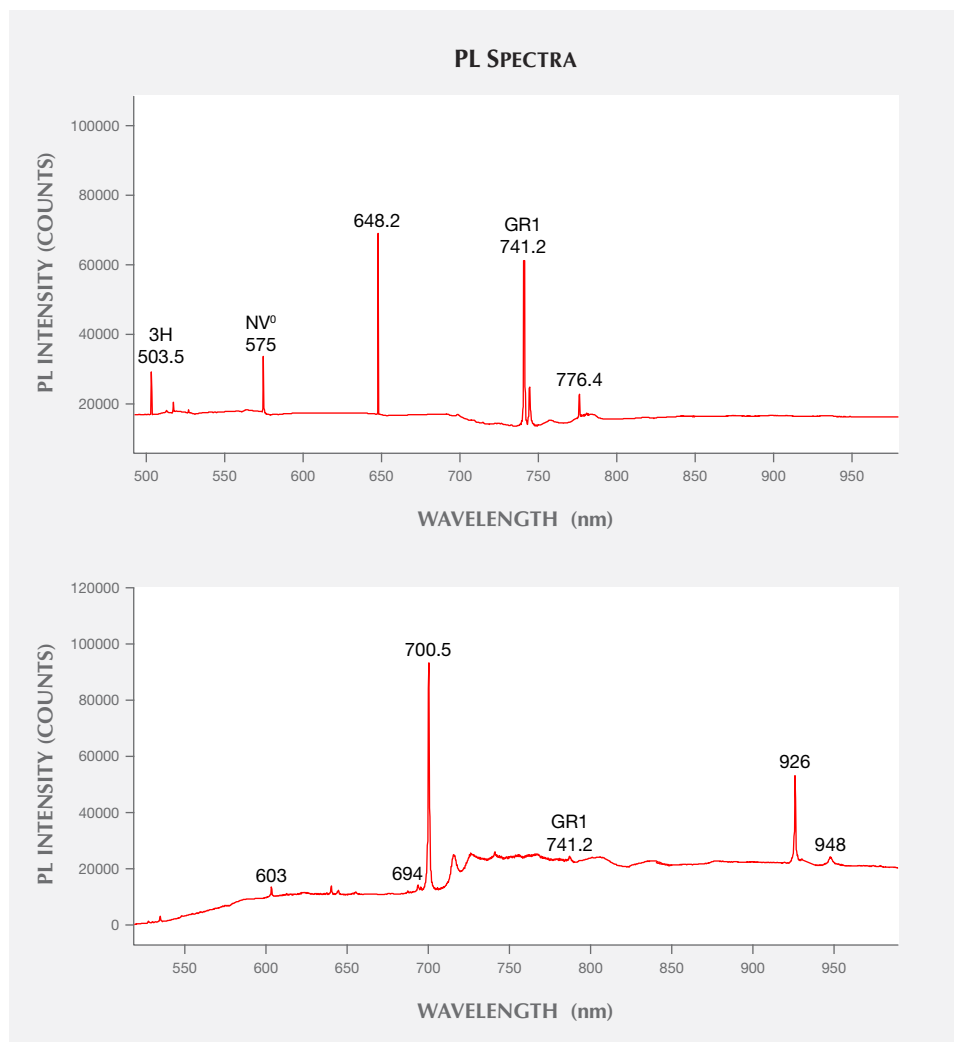 PL SPECTRA
PL INTENSITY (COUNTS)
100000
80000
60000
40000
20000
3H
503.5
NV⁰
575
648.2
GR1
741.2
776.4
500 550 600 650 700 750 800 850 900 950
WAVELENGTH (nm)
PL INTENSITY (COUNTS)
120000
100000
80000
60000
40000
20000
0
603
694
700.5
GR1
741.2
926
948
550 600 650 700 750 800 850 900 950
WAVELENGTH (nm)